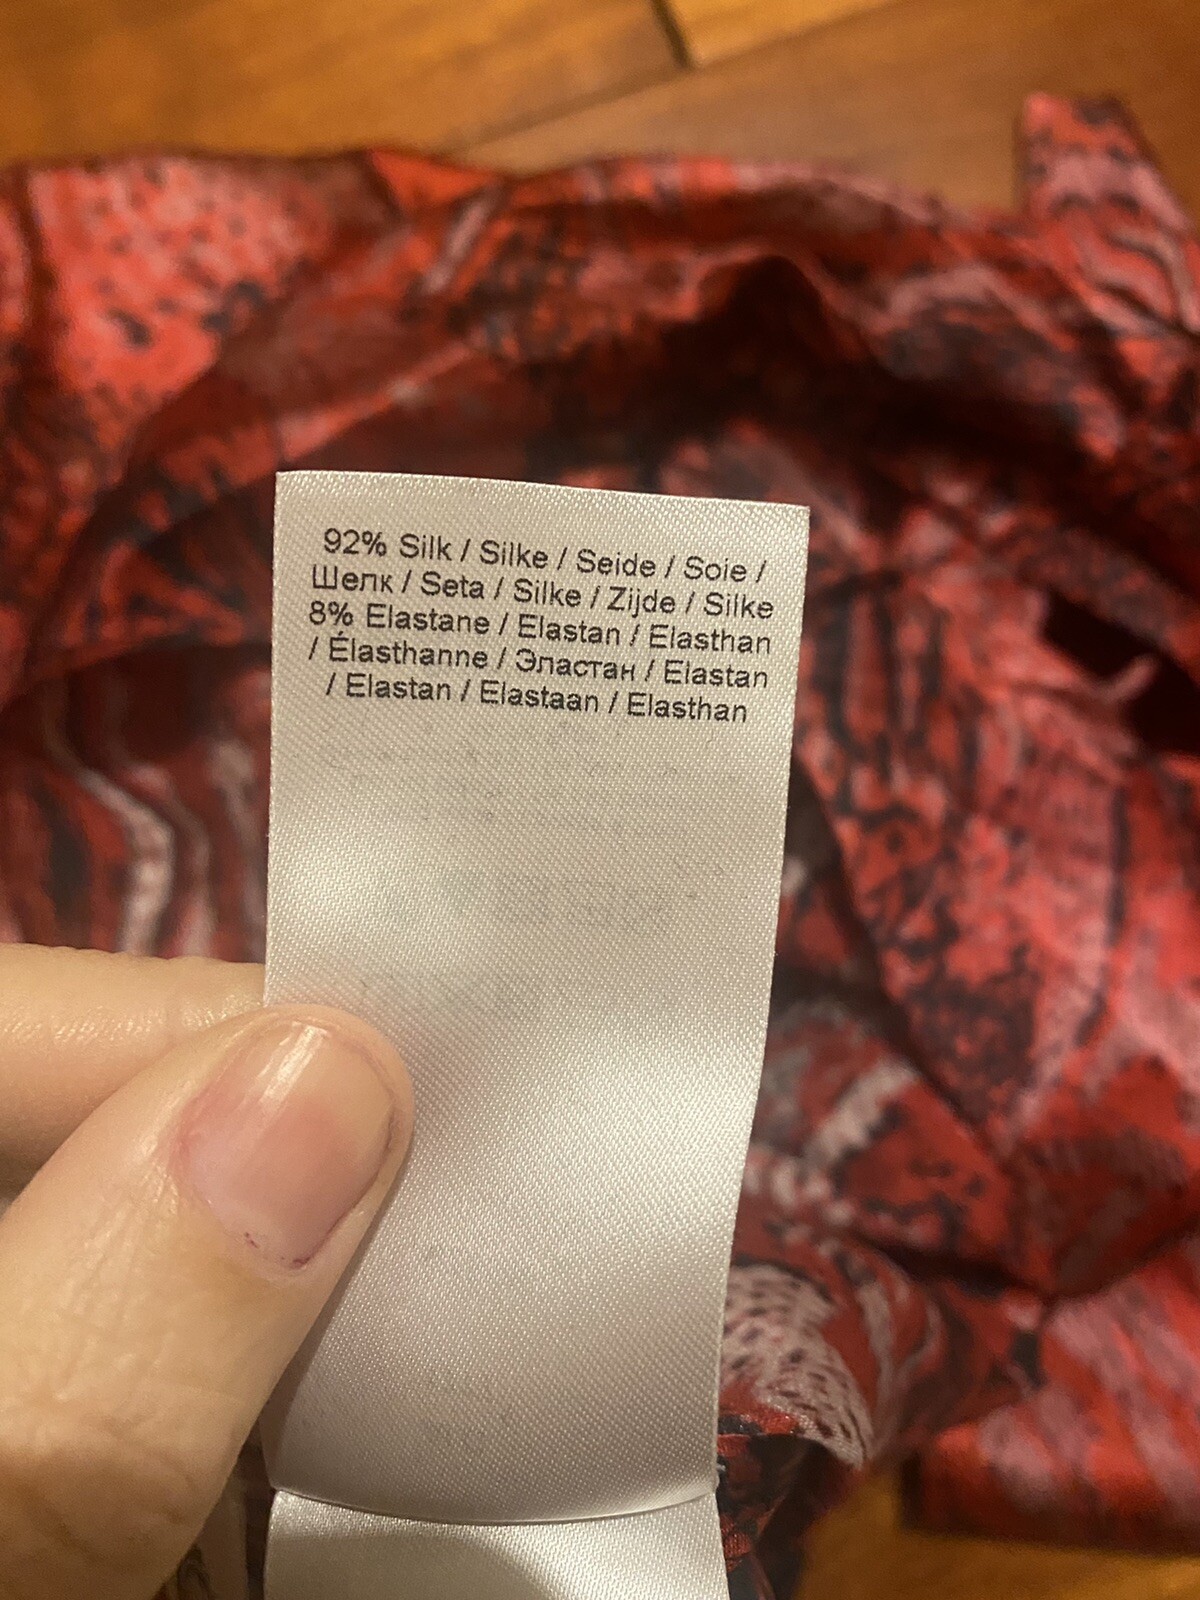 92% Silk / Silke / Seide / Soie /
Шелк / Seta / Silke / Zijde / Silke
8% Elastane / Elastan / Elasthan
/ Élasthanne / Эластан / Elastan
/ Elastan / Elastaan / Elasthan